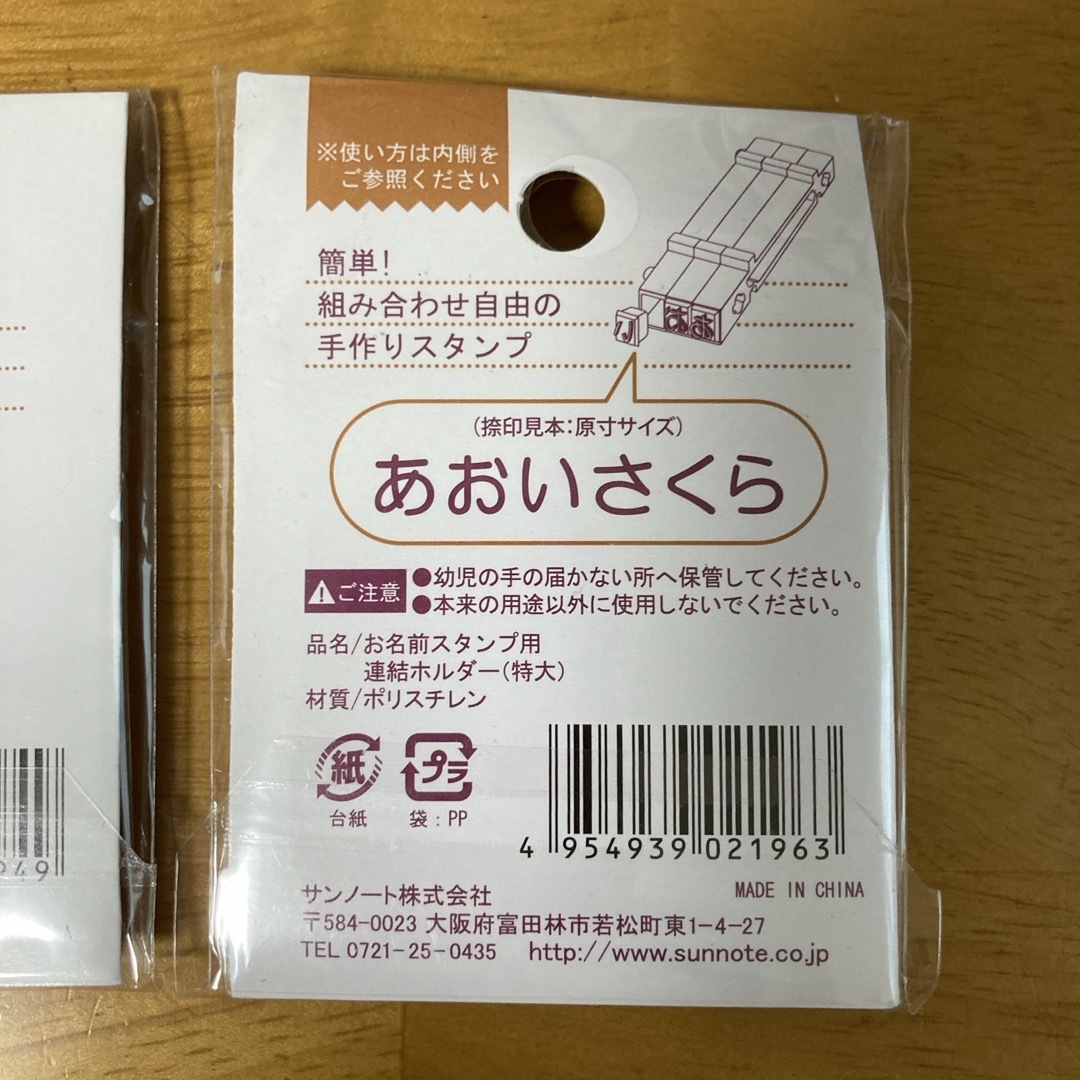 ※使い方は内側を
ご参照ください
簡単!
組み合わせ自由の
手作りスタンプ
り はあ
(捺印見本:原寸サイズ)
あおいさくら
ご注意
●幼児の手の届かない所へ保管してください。
●本来の用途以外に使用しないでください。
品名/お名前スタンプ用
連結ホルダー(特大)
材質/ポリスチレン
紙 プラ
台紙 袋:PP
4 954939 021963
サンノート株式会社 MADE IN CHINA
〒584-0023 大阪府富田林市若松町東1-4-27
TEL 0721-25-0435 http://www.sunnote.co.jp
949